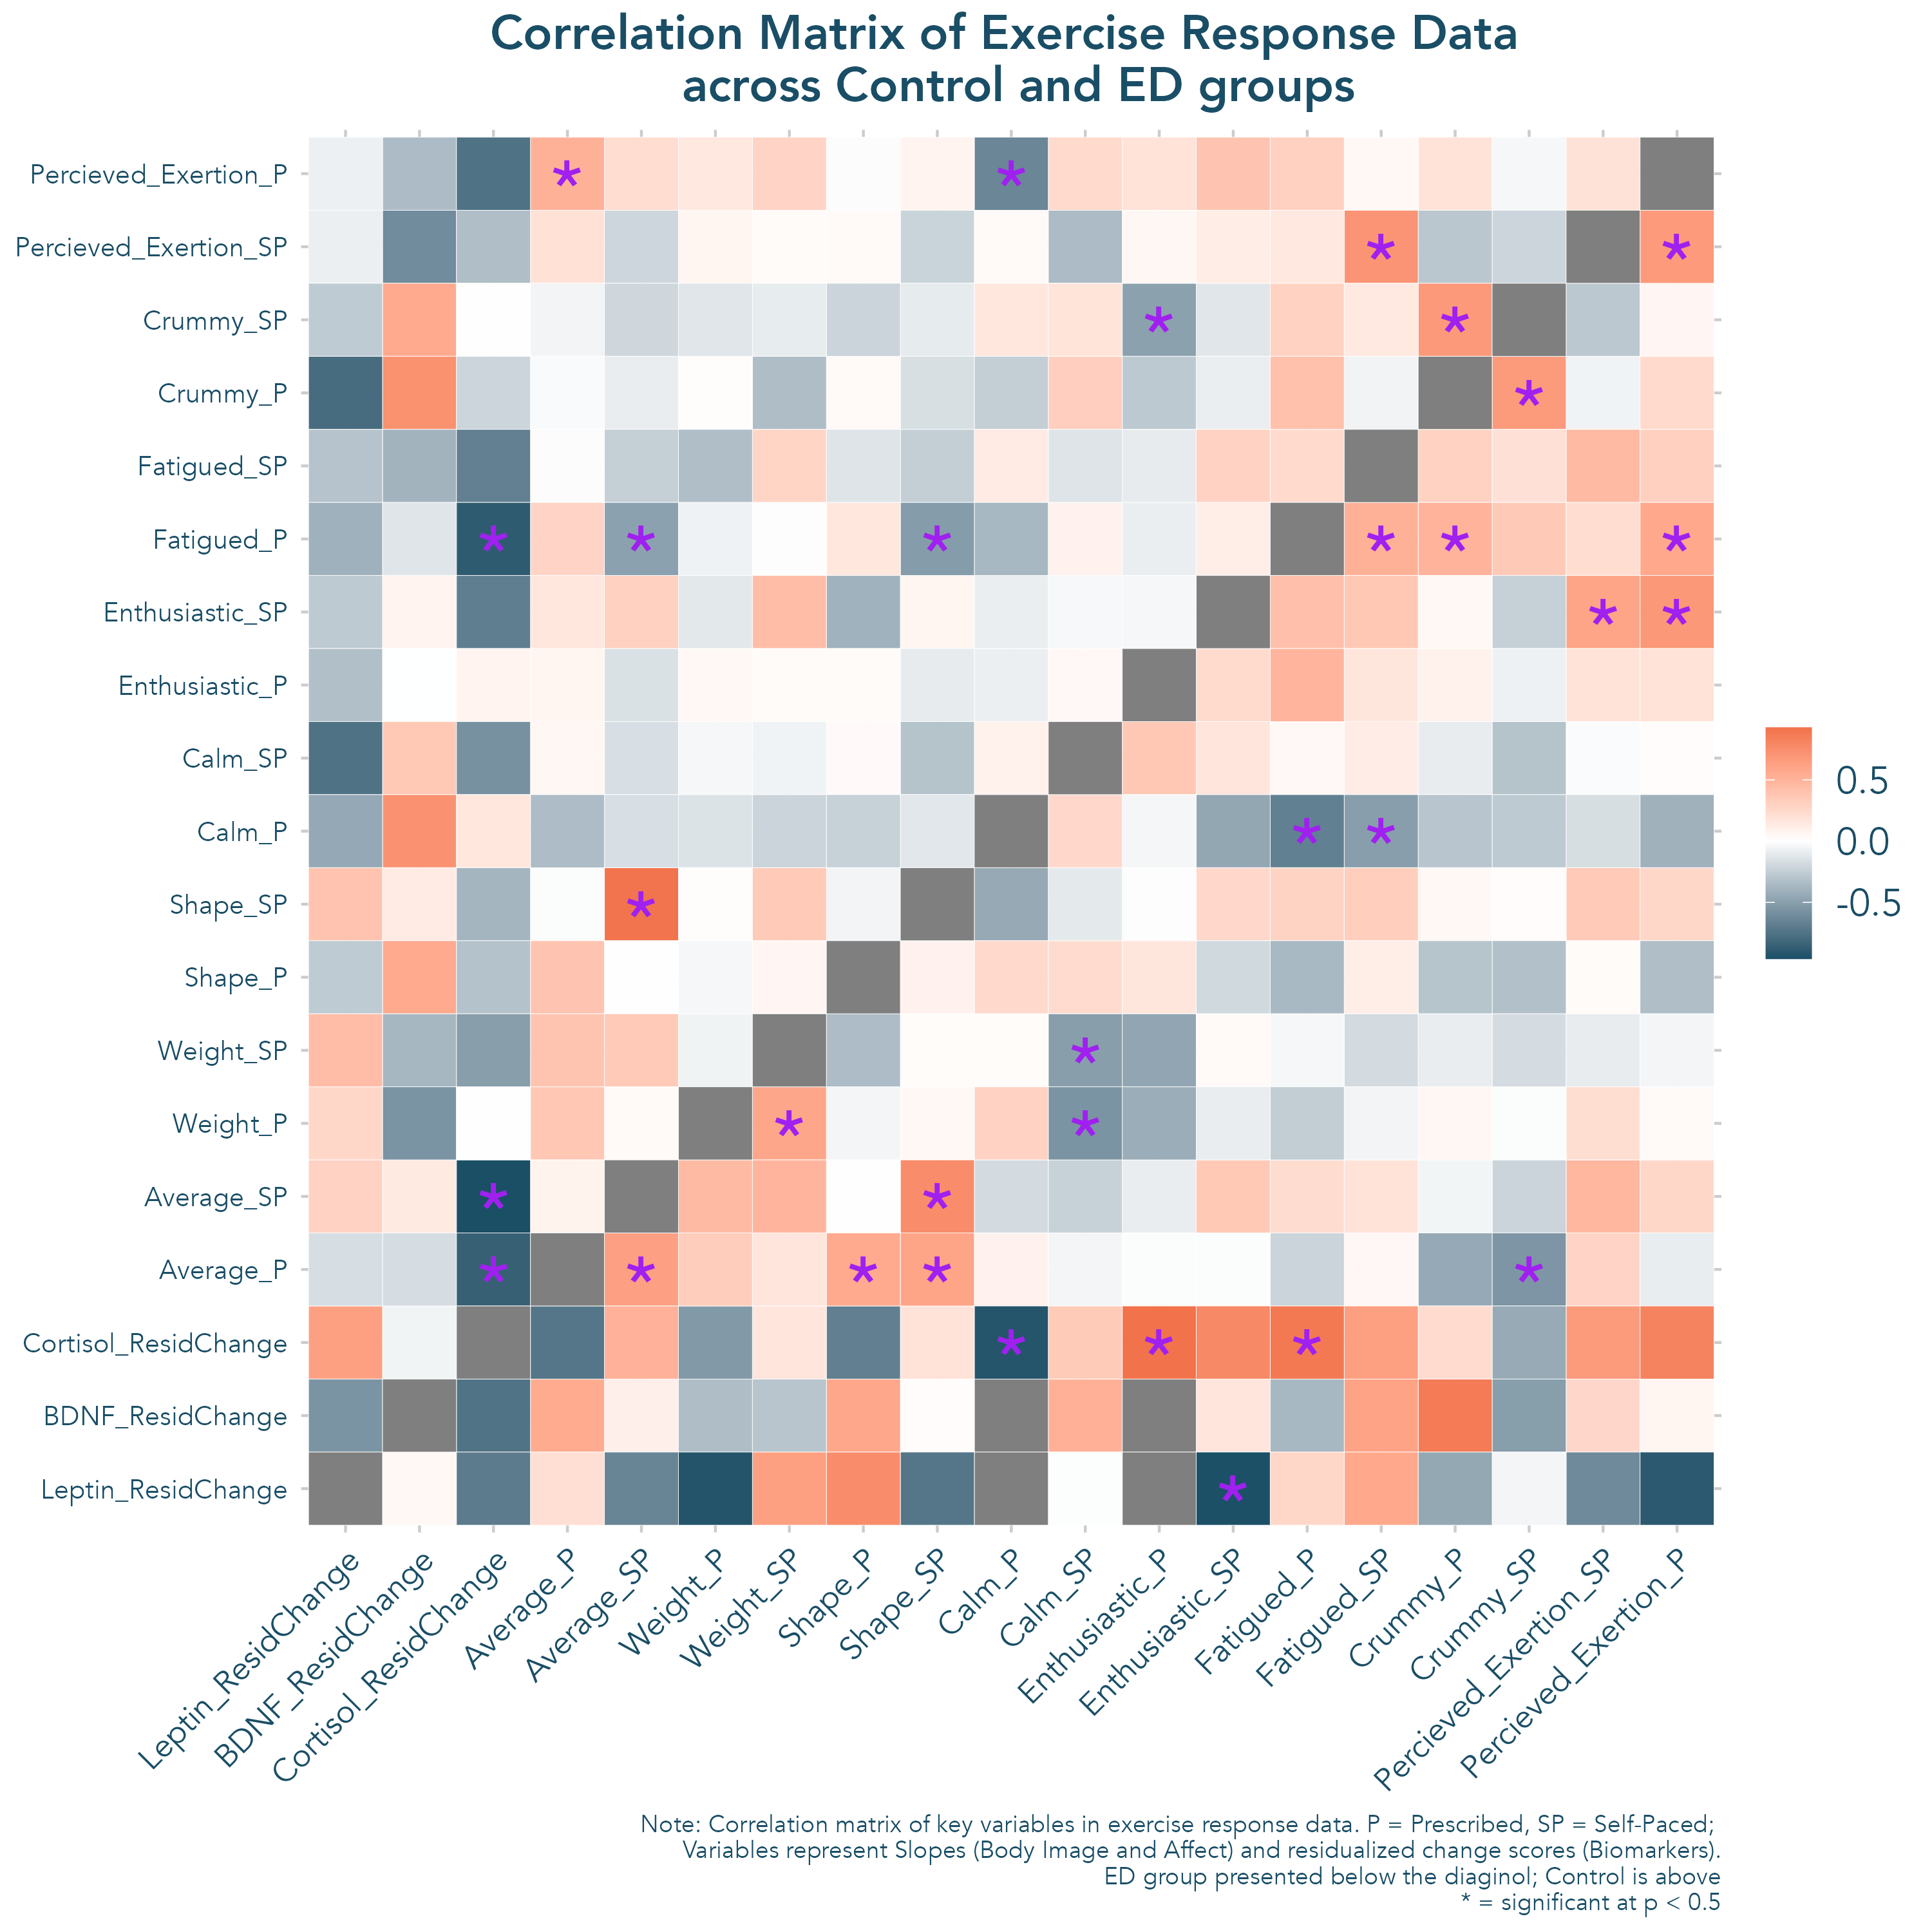 Correlation Matrix of Exercise Response Data
across Control and ED groups
Percieved_Exertion_P
Percieved_Exertion_SP
Crummy_SP
Crummy_P
Fatigued_SP
Fatigued_P
Enthusiastic_SP
Enthusiastic_P
Calm_SP
Calm_P
Shape_SP
Shape_P
Weight_SP
Weight_P
Average_SP
Average_P
Cortisol_ResidChange
BDNF_ResidChange
Leptin_ResidChange
0.5
0.0
-0.5
Leptin_ResidChange
BDNF_ResidChange
Cortisol_ResidChange
Average_P
Average_SP
Weight_P
Weight_SP
Shape_P
Shape_SP
Calm_P
Calm_SP
Enthusiastic_P
Enthusiastic_SP
Fatigued_P
Fatigued_SP
Crummy_P
Crummy_SP
Percieved_Exertion_SP
Percieved_Exertion_P
Note: Correlation matrix of key variables in exercise response data. P = Prescribed, SP = Self-Paced;
Variables represent Slopes (Body Image and Affect) and residualized change scores (Biomarkers).
ED group presented below the diaginol; Control is above
* = significant at p < 0.5